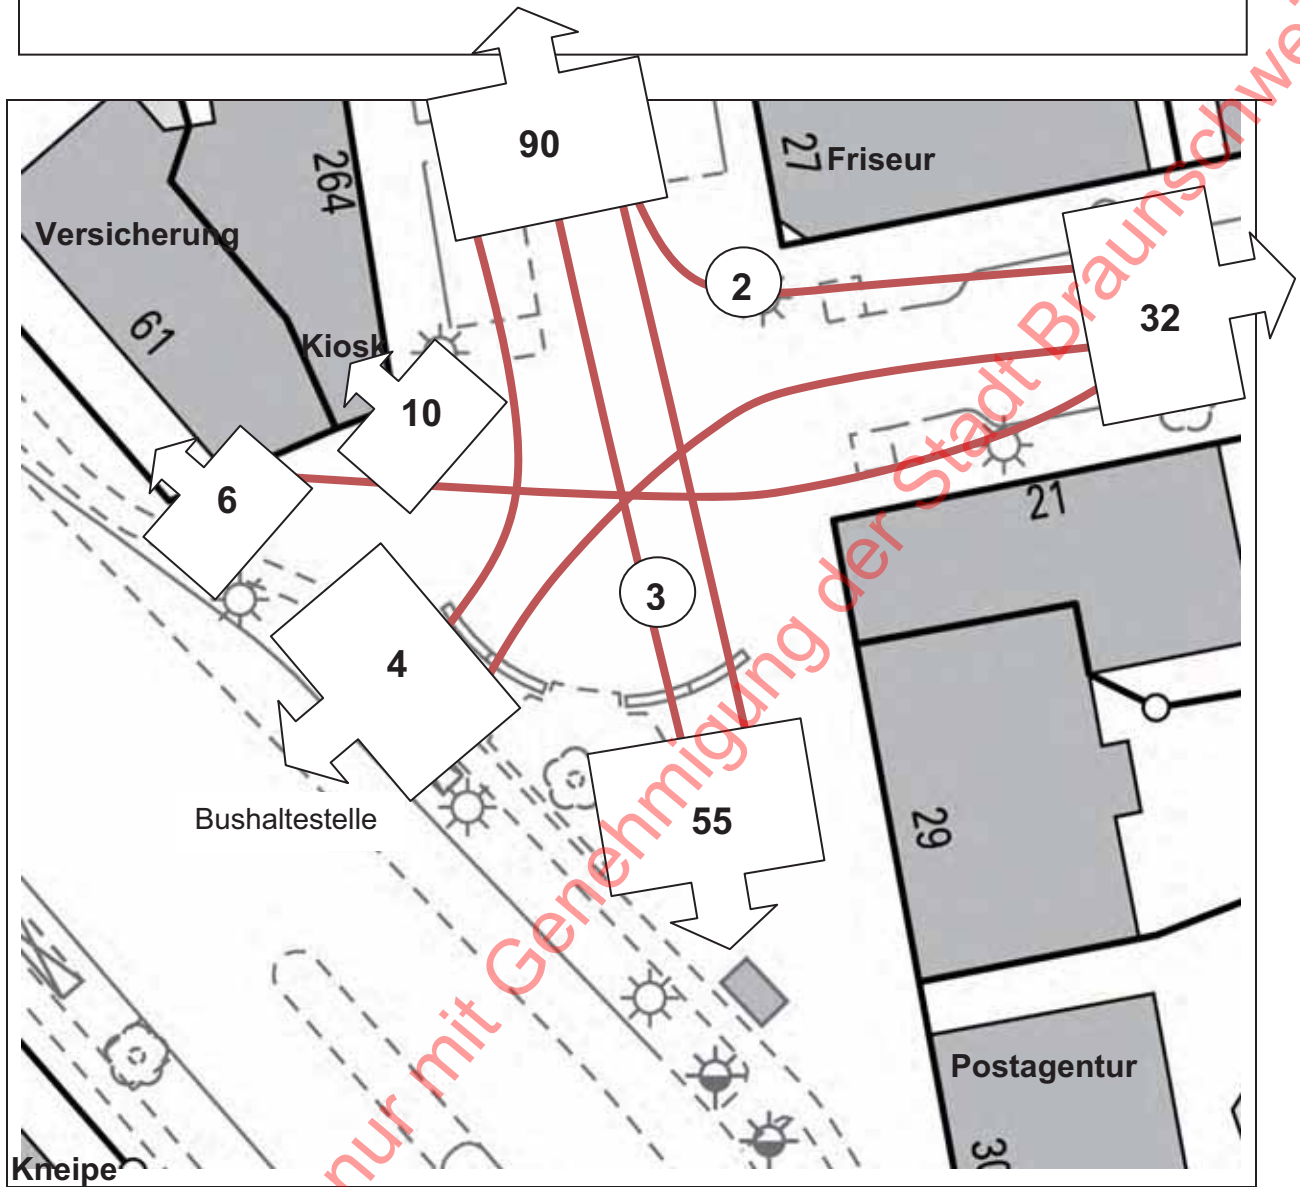 90
27
Friseur
264
Versicherung
2
32
61
Kiosk
10
6
21
3
4
55
Bushaltestelle
29
Postagentur
30
Kneipe
nur mit Genehmigung der Stadt